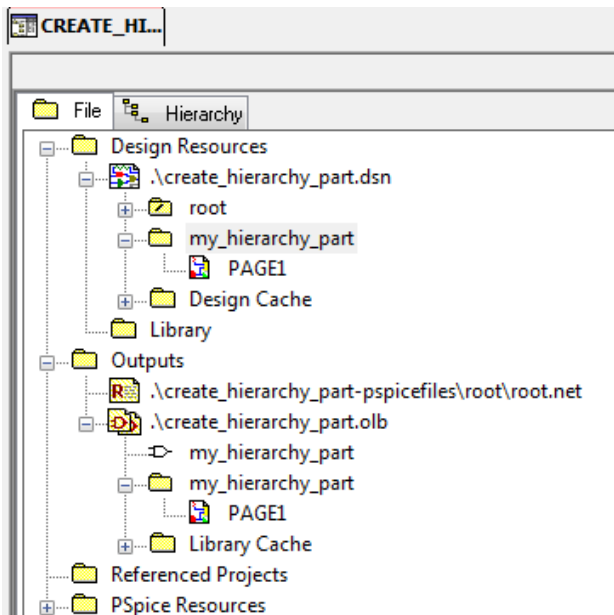 CREATE_HI...
File Hierarchy
Design Resources
.\create_hierarchy_part.dsn
root
my_hierarchy_part
PAGE1
Design Cache
Library
Outputs
.\create_hierarchy_part-pspicefiles\root\root.net
.\create_hierarchy_part.olb
my_hierarchy_part
my_hierarchy_part
PAGE1
Library Cache
Referenced Projects
PSpice Resources